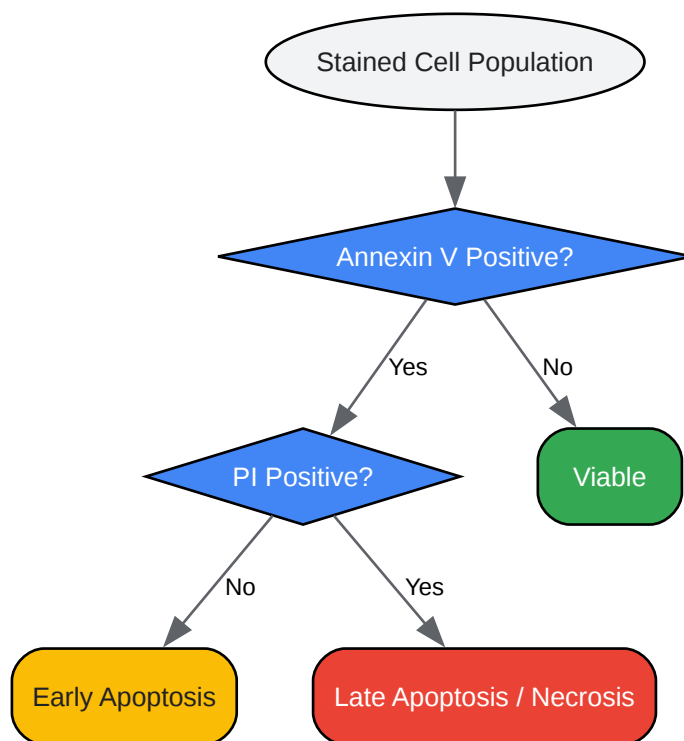 Stained Cell Population
Annexin V Positive?
Yes
No
PI Positive?
Viable
No
Yes
Early Apoptosis
Late Apoptosis / Necrosis